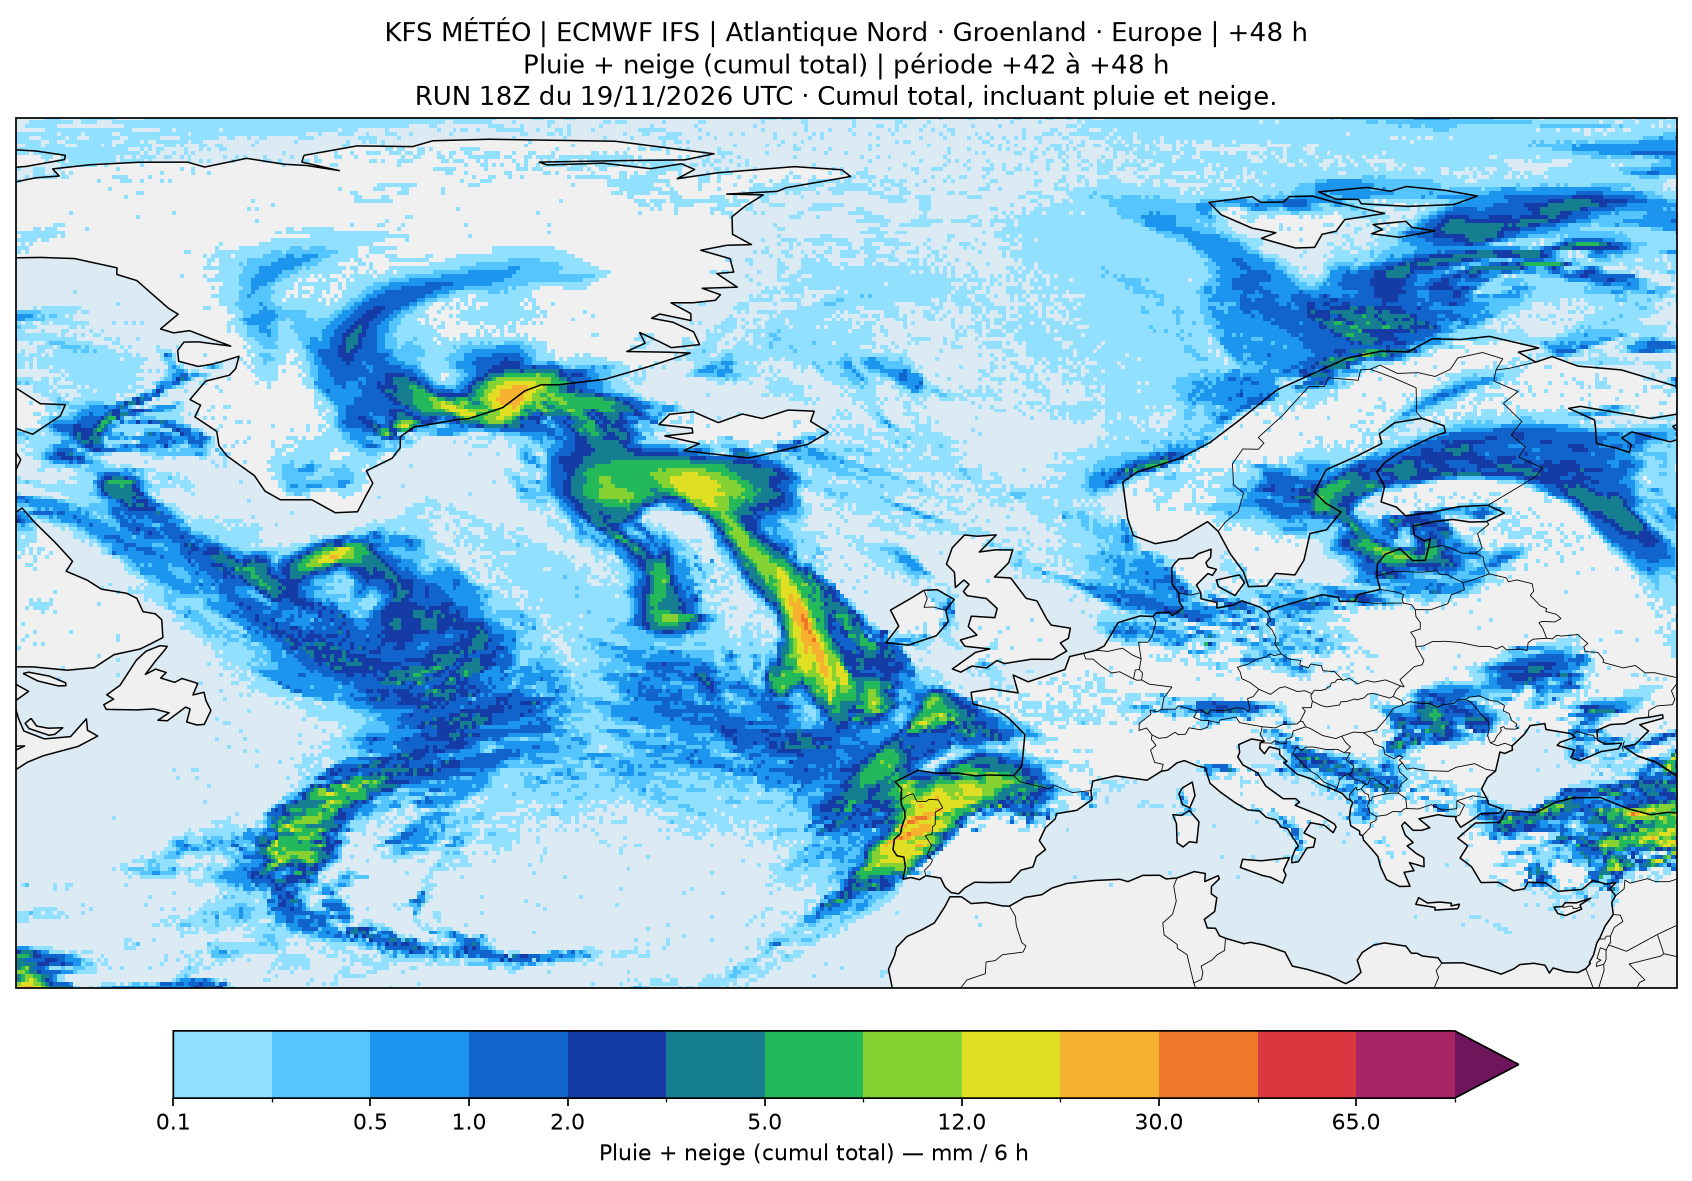 KFS MÉTÉO | ECMWF IFS | Atlantique Nord · Groenland · Europe | +48 h
Pluie + neige (cumul total) | période +42 à +48 h
RUN 18Z du 19/11/2026 UTC · Cumul total, incluant pluie et neige.
0.1 0.5 1.0 2.0 5.0 12.0 30.0 65.0
Pluie + neige (cumul total) — mm / 6 h